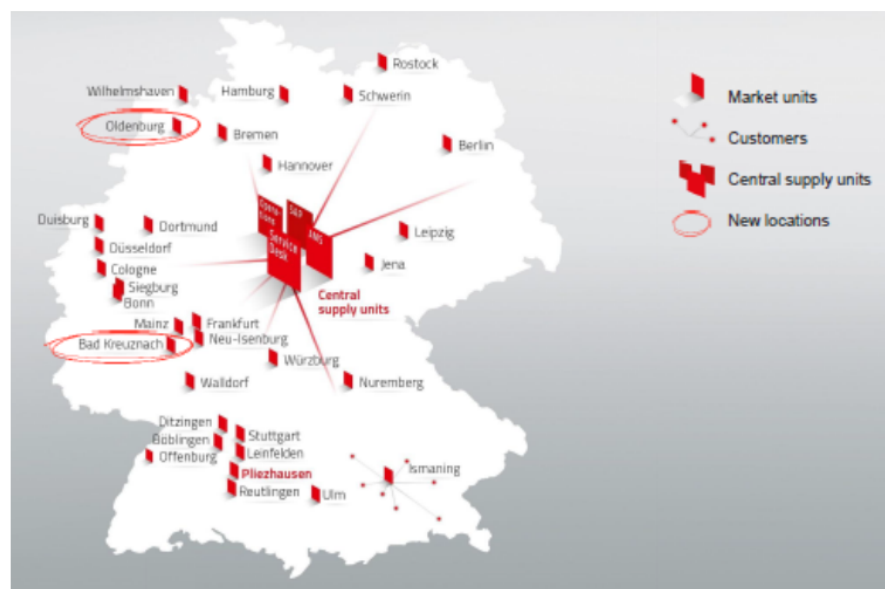 Rostock
Wilhelmshaven
Hamburg
Schwerin
Oldenburg
Bremen
Berlin
Hannover
Duisburg
Dortmund
Leipzig
Düsseldorf
Cologne
Jena
Siegburg
Bonn
Opera-
tions
SAP
AMS
Service
Desk
Central
supply units
Mainz
Frankfurt
Neu-Isenburg
Bad Kreuznach
Würzburg
Walldorf
Nuremberg
Ditzingen
Stuttgart
Böblingen
Leinfelden
Offenburg
Pliezhausen
Ismaning
Reutlingen
Ulm
Market units
Customers
Central supply units
New locations